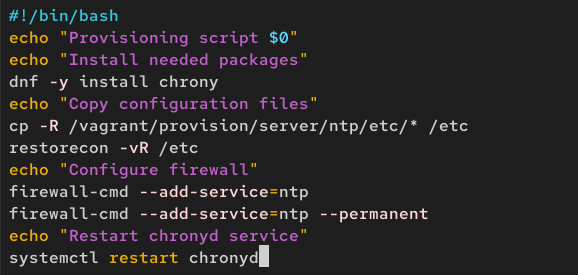 #!/bin/bash
echo "Provisioning script $0"
echo "Install needed packages"
dnf -y install chrony
echo "Copy configuration files"
cp -R /vagrant/provision/server/ntp/etc/* /etc
restorecon -vR /etc
echo "Configure firewall"
firewall-cmd --add-service=ntp
firewall-cmd --add-service=ntp --permanent
echo "Restart chronyd service"
systemctl restart chronyd